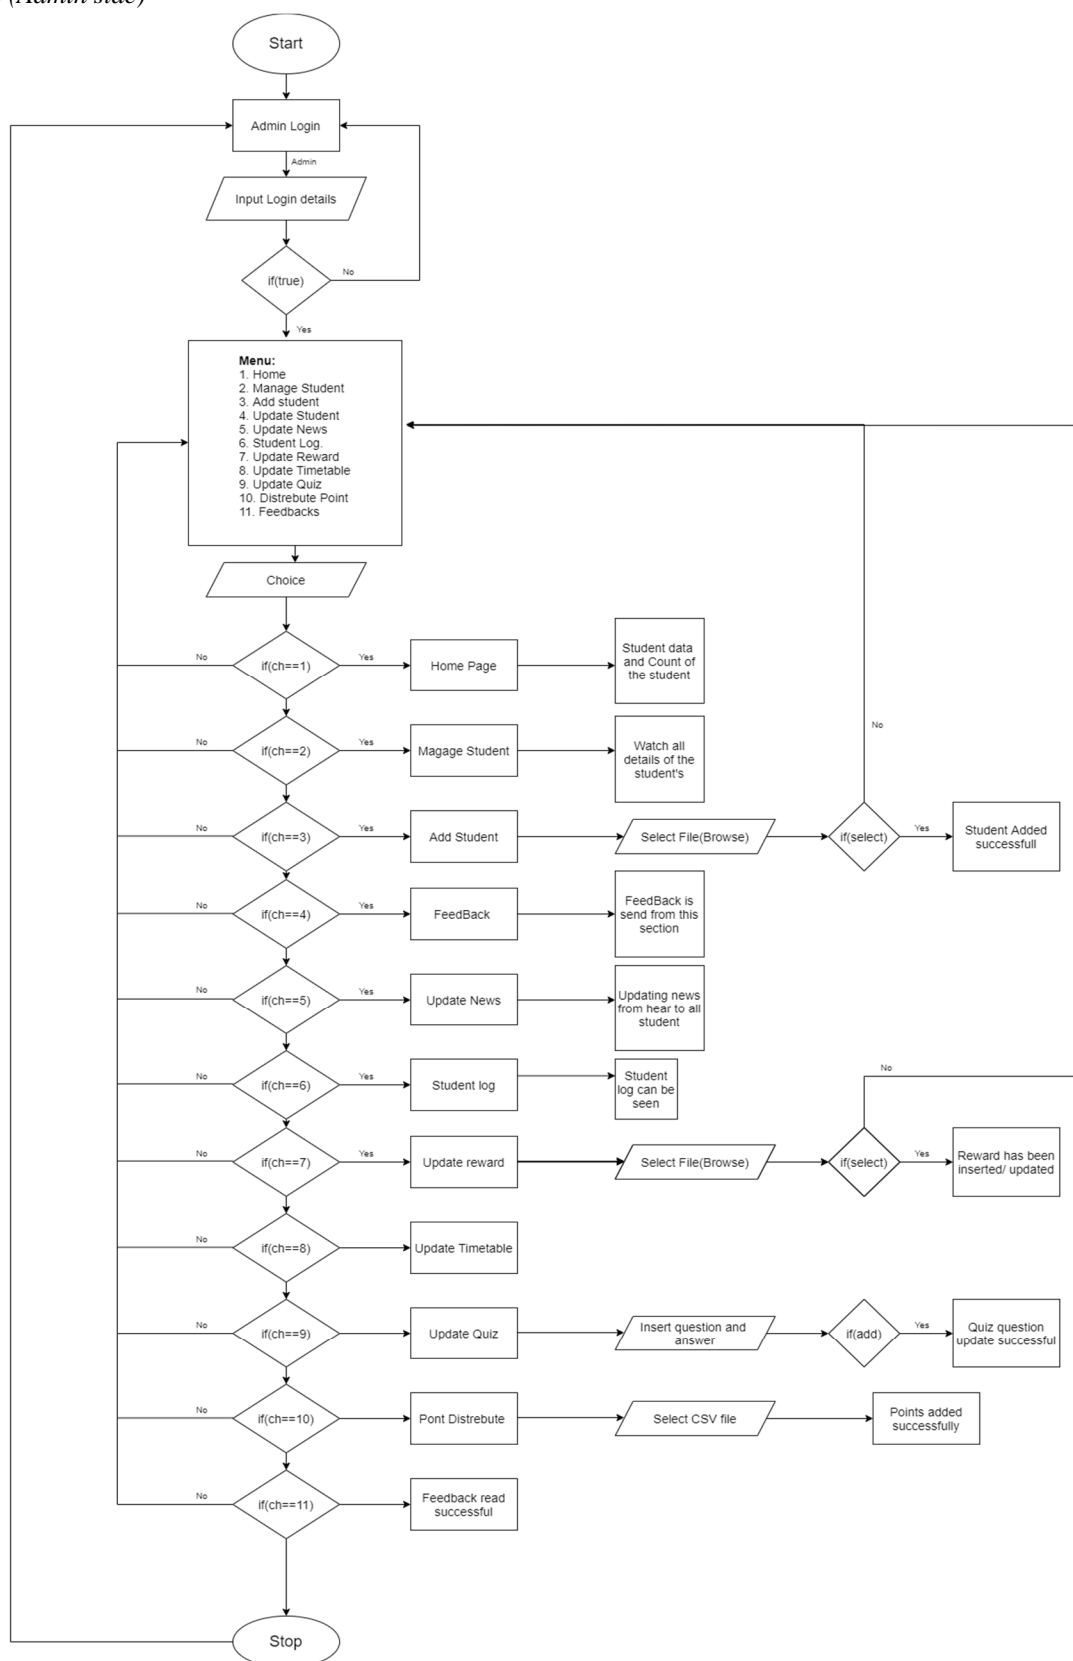 (Admin side)
Start
Admin Login
Admin
Input Login details
if(true)
No
Yes
Menu:
1. Home
2. Manage Student
3. Add student
4. Update Student
5. Update News
6. Student Log.
7. Update Reward
8. Update Timetable
9. Update Quiz
10. Distrebute Point
11. Feedbacks
Choice
No
if(ch==1)
Yes
Home Page
Student data
and Count of
the student
No
if(ch==2)
Yes
Magage Student
Watch all
details of the
student's
No
No
if(ch==3)
Yes
Add Student
Select File(Browse)
if(select)
Yes
Student Added
successfull
No
if(ch==4)
Yes
FeedBack
FeedBack is
send from this
section
No
if(ch==5)
Yes
Update News
Updating news
from hear to all
student
No
if(ch==6)
Yes
Student log
Student
log can be
seen
No
No
if(ch==7)
Yes
Update reward
Select File(Browse)
if(select)
Yes
Reward has been
inserted/ updated
No
if(ch==8)
Update Timetable
No
if(ch==9)
Update Quiz
Insert question and
answer
if(add)
Yes
Quiz question
update successful
No
if(ch==10)
Pont Distrebute
Select CSV file
Points added
successfully
No
if(ch==11)
Feedback read
successful
Stop